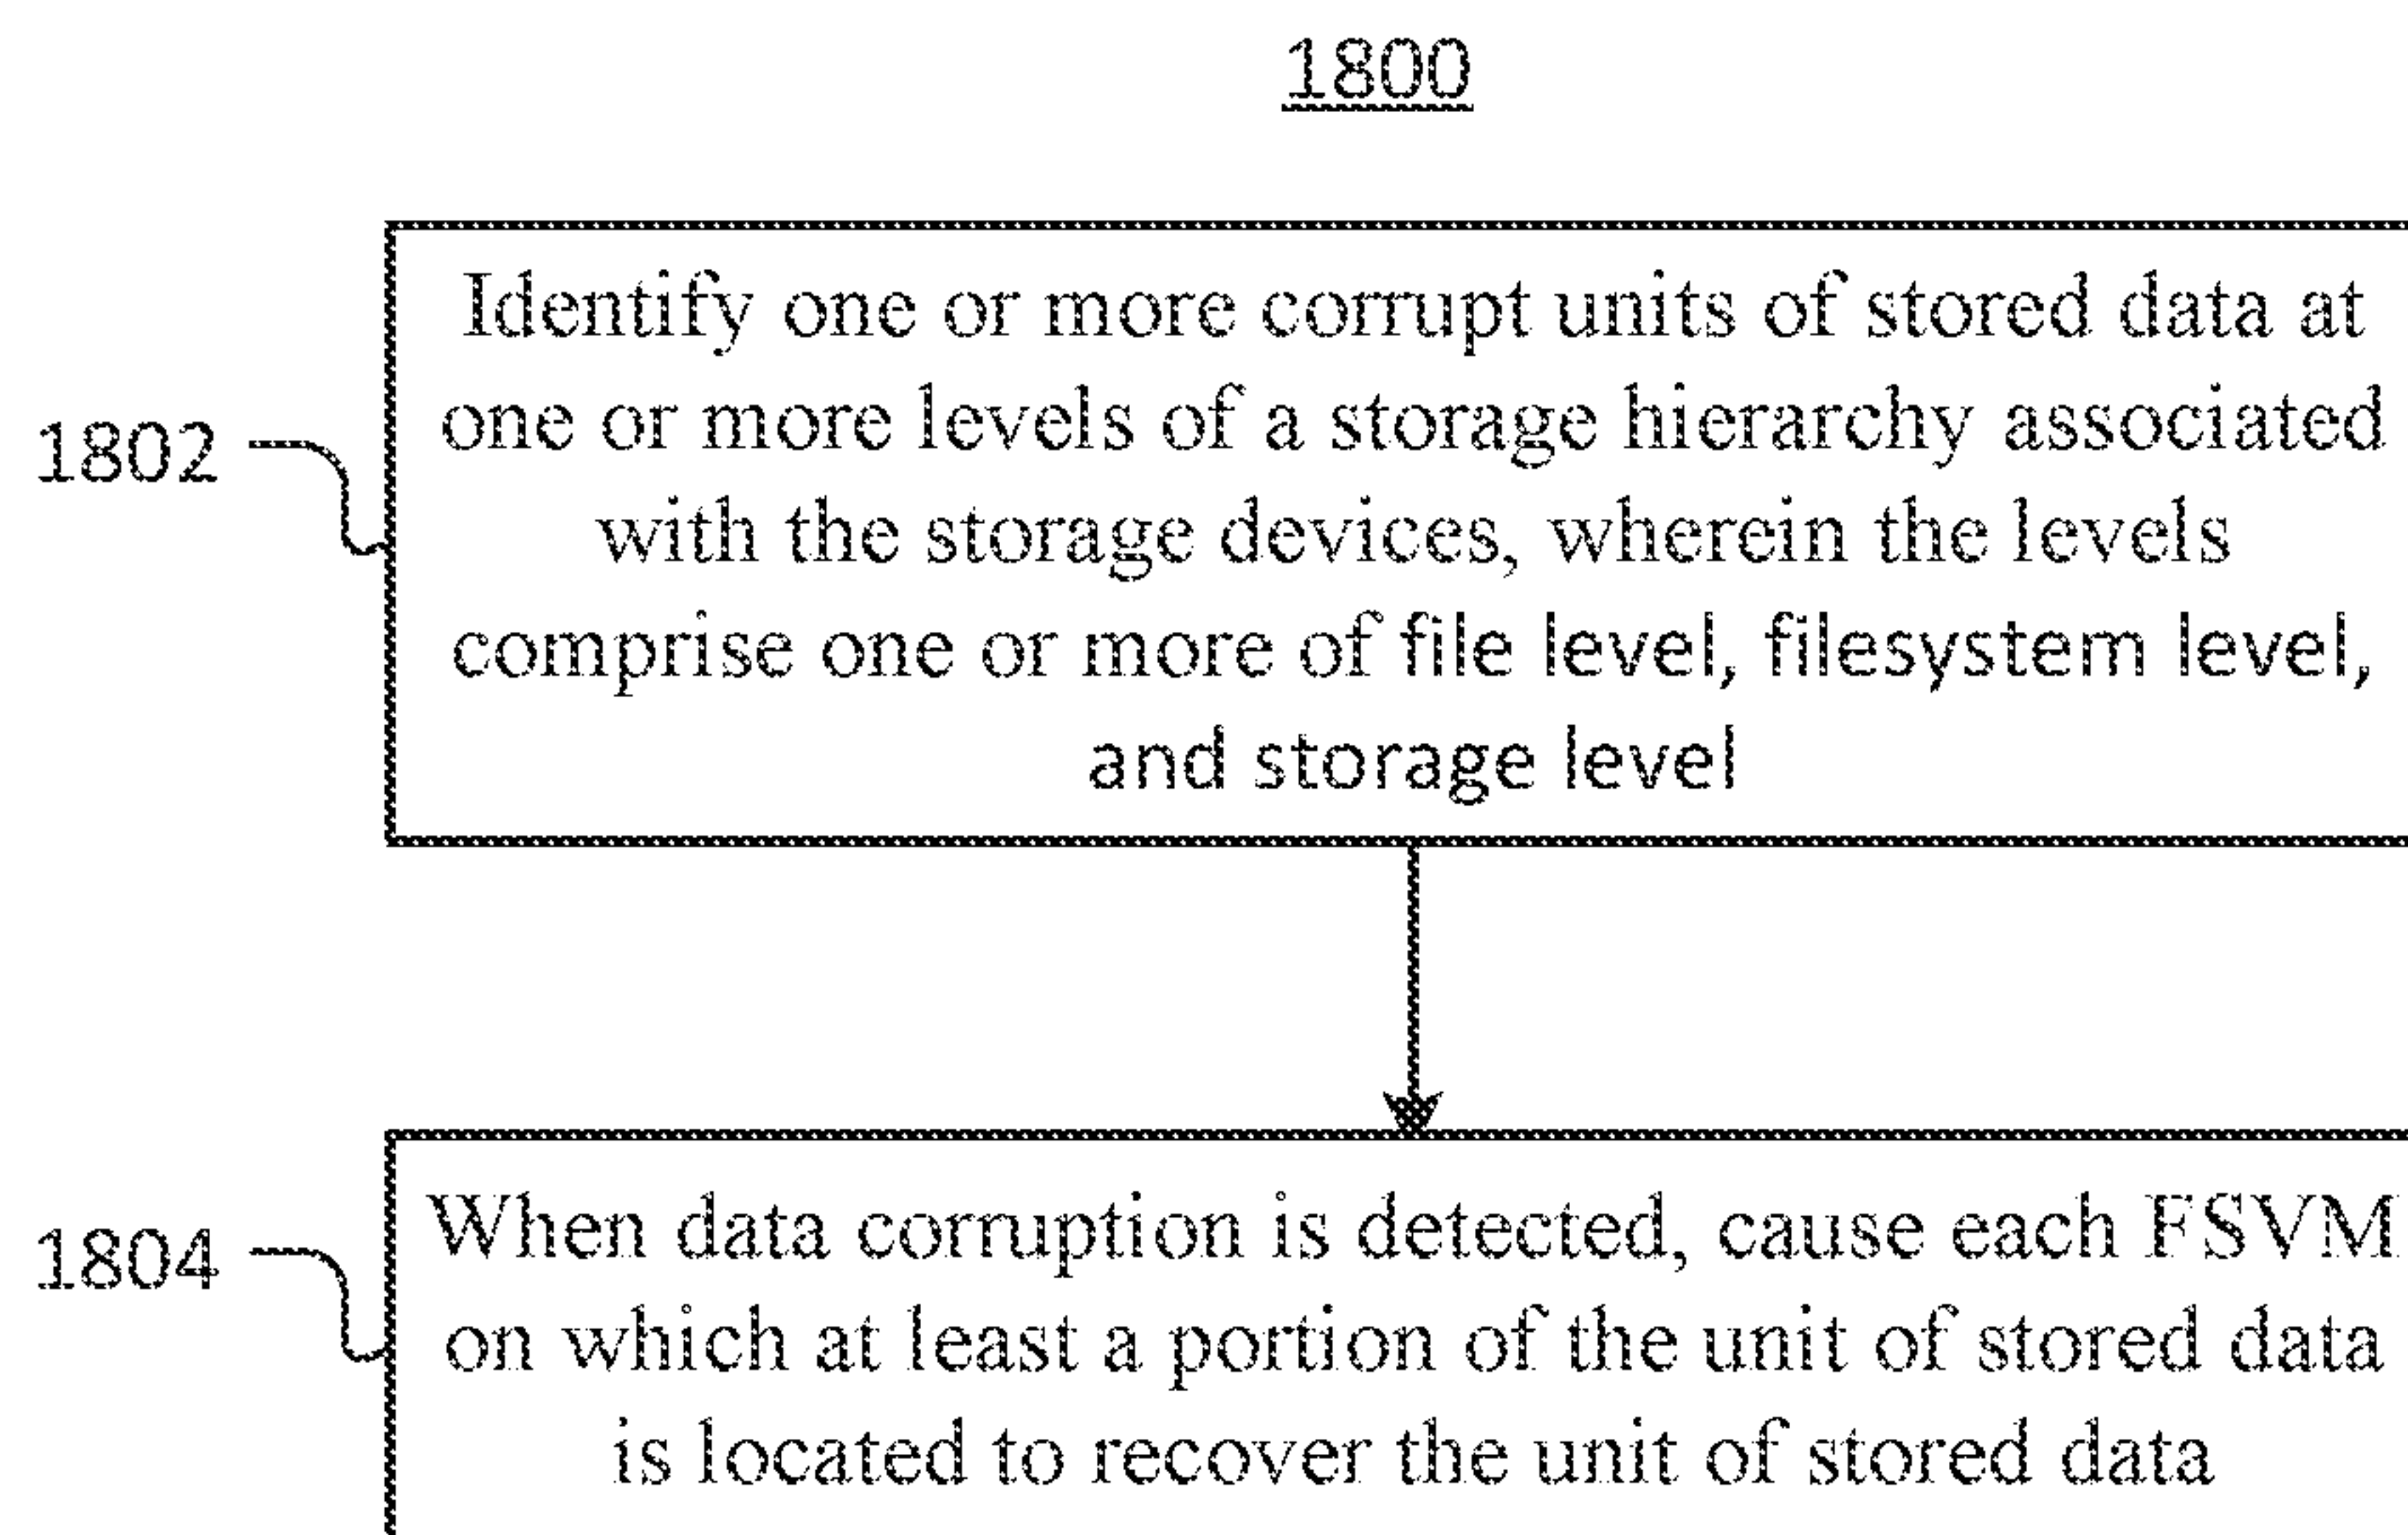 1800
Identify one or more corrupt units of stored data at
one or more levels of a storage hierarchy associated
1802
with the storage devices, wherein the levels
comprise one or more of file level, filesystem level,
and storage level
When data corruption is detected, cause each FSVM
1804
on which at least a portion of the unit of stored data
is located to recover the unit of stored data